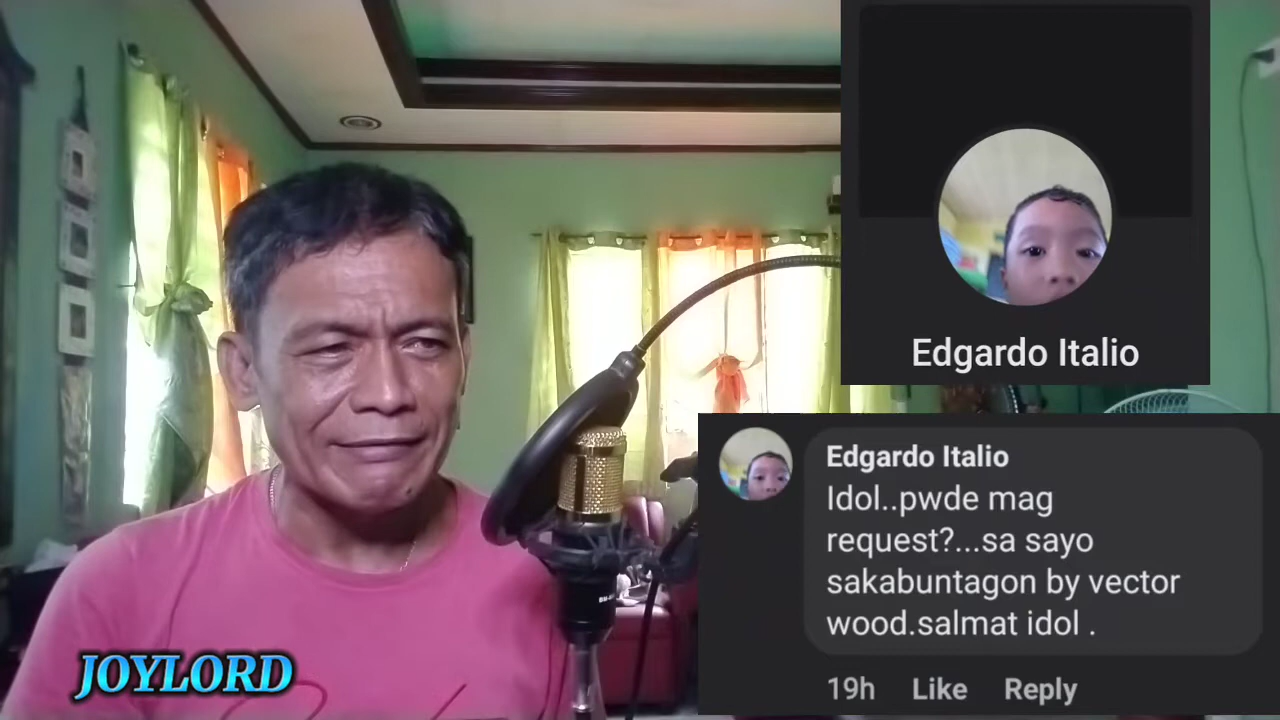 Edgardo Italio
Edgardo Italio
Idol..pwde mag
request?...sa sayo
sakabuntagon by vector
wood.salmat idol .
19h Like Reply
JOYLORD